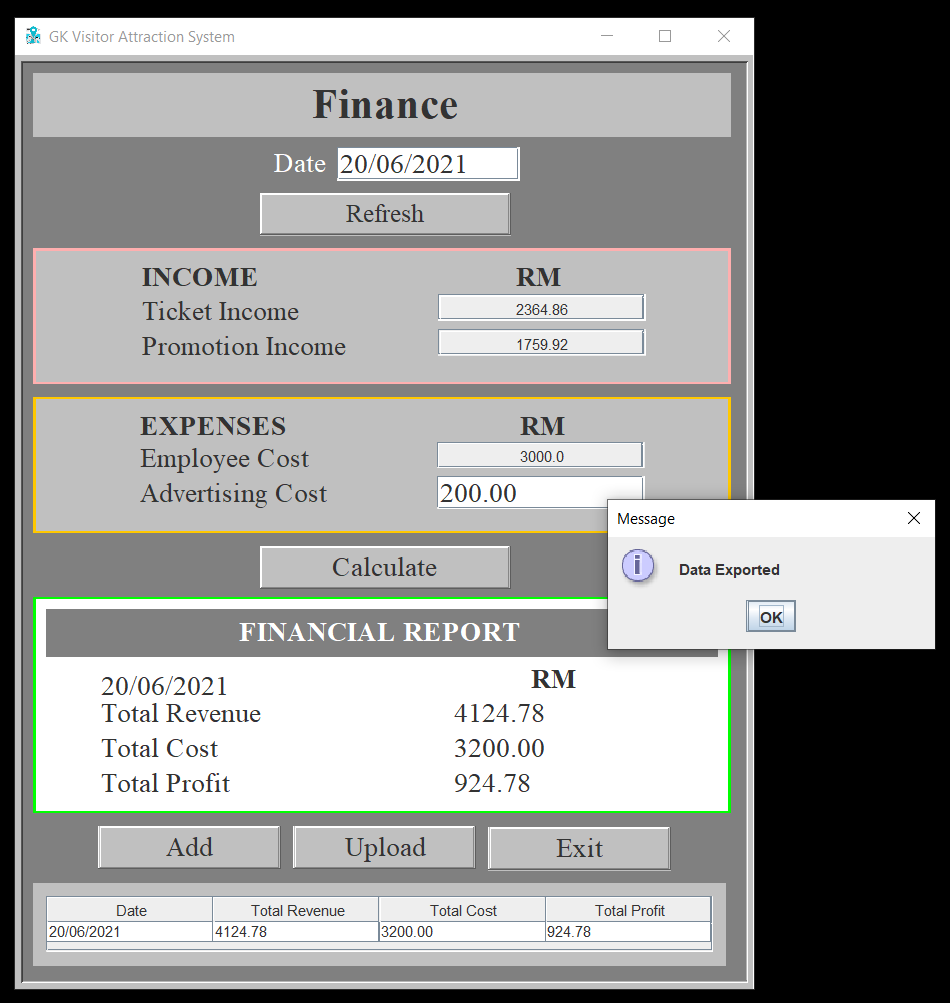 GK Visitor Attraction System
Finance
Date 20/06/2021
Refresh
INCOME RM
Ticket Income 2364.86
Promotion Income 1759.92
EXPENSES RM
Employee Cost 3000.0
Advertising Cost 200.00
Message
Data Exported
OK
Calculate
FINANCIAL REPORT
20/06/2021 RM
Total Revenue 4124.78
Total Cost 3200.00
Total Profit 924.78
Add Upload Exit
Date Total Revenue Total Cost Total Profit
20/06/2021 4124.78 3200.00 924.78